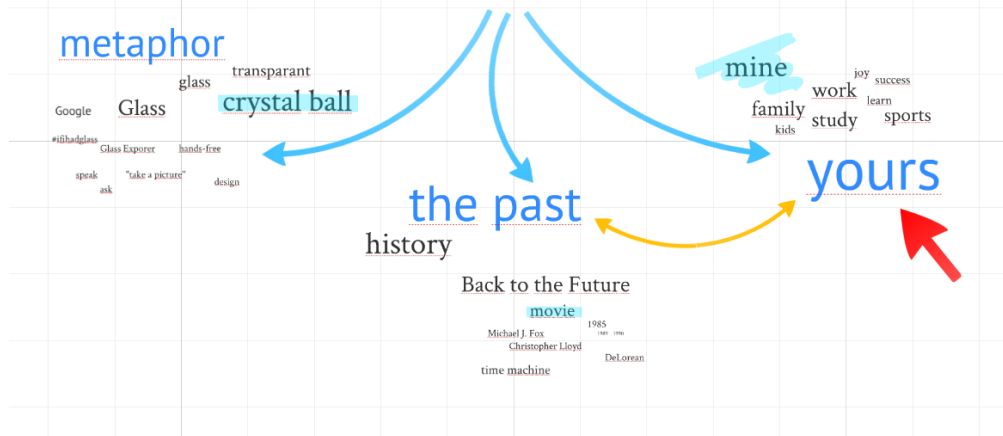 metaphor
glass
transparant
Google
Glass
crystal ball
#ifihadglass
Glass Exporer
hands-free
speak
"take a picture"
ask
design
the past
history
Back to the Future
movie
1985
1989 1990
Michael J. Fox
Christopher Lloyd
DeLorean
time machine
mine
joy
success
work
learn
family
study
sports
kids
yours